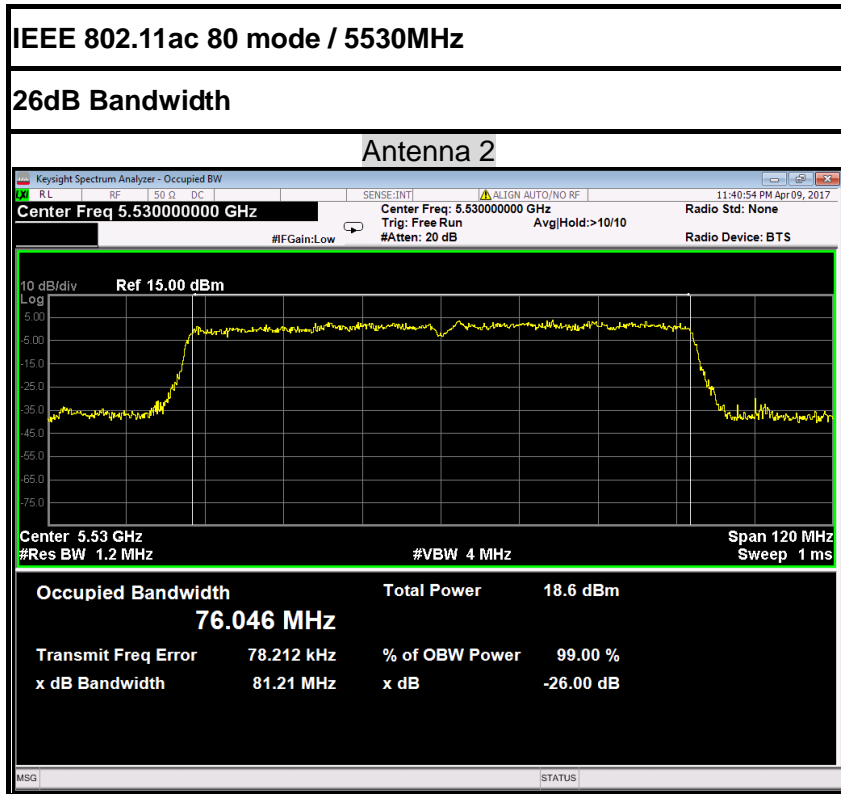 IEEE 802.11ac 80 mode / 5530MHz
26dB Bandwidth
Antenna 2
Keysight Spectrum Analyzer - Occupied BW
LXI RL RF 50 Ω DC SENSE:INT ALIGN AUTO/NO RF 11:40:54 PM Apr 09, 2017
Center Freq 5.530000000 GHz Center Freq: 5.530000000 GHz Radio Std: None
Trig: Free Run Avg|Hold:>10/10
#IFGain:Low #Atten: 20 dB Radio Device: BTS
10 dB/div Ref 15.00 dBm
Log
5.00
-5.00
-15.0
-25.0
-35.0
-45.0
-55.0
-65.0
-75.0
Center 5.53 GHz Span 120 MHz
#Res BW 1.2 MHz #VBW 4 MHz Sweep 1 ms
Occupied Bandwidth Total Power 18.6 dBm
76.046 MHz
Transmit Freq Error 78.212 kHz % of OBW Power 99.00 %
x dB Bandwidth 81.21 MHz x dB -26.00 dB
MSG STATUS